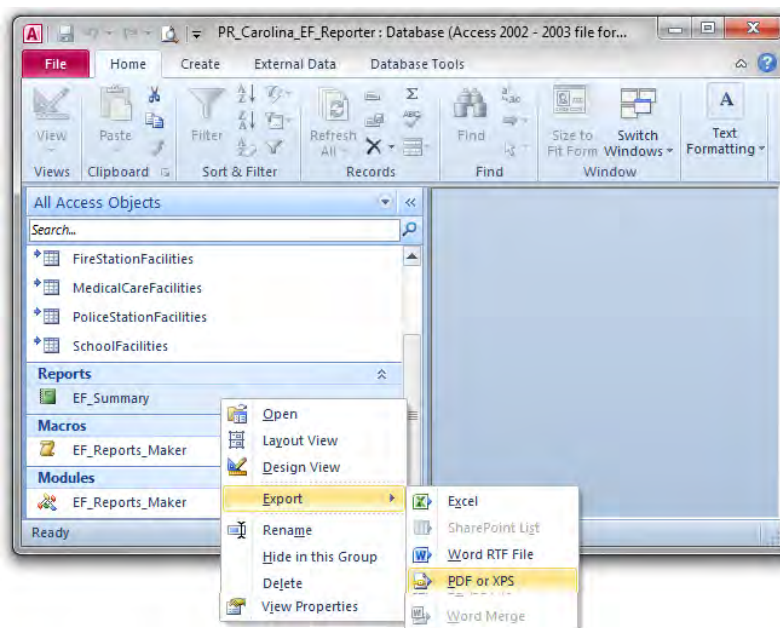 PR_Carolina_EF_Reporter : Database (Access 2002 - 2003 file for...
File Home Create External Data Database Tools
View Paste Filter Refresh All Find Size to Fit Form Switch Windows Text Formatting
Views Clipboard Sort & Filter Records Find Window
All Access Objects
Search...
FireStationFacilities
MedicalCareFacilities
PoliceStationFacilities
SchoolFacilities
Reports
EF_Summary
Macros
EF_Reports_Maker
Modules
EF_Reports_Maker
Ready
Open
Layout View
Design View
Export
Rename
Hide in this Group
Delete
View Properties
Excel
SharePoint List
Word RTF File
PDF or XPS
Word Merge